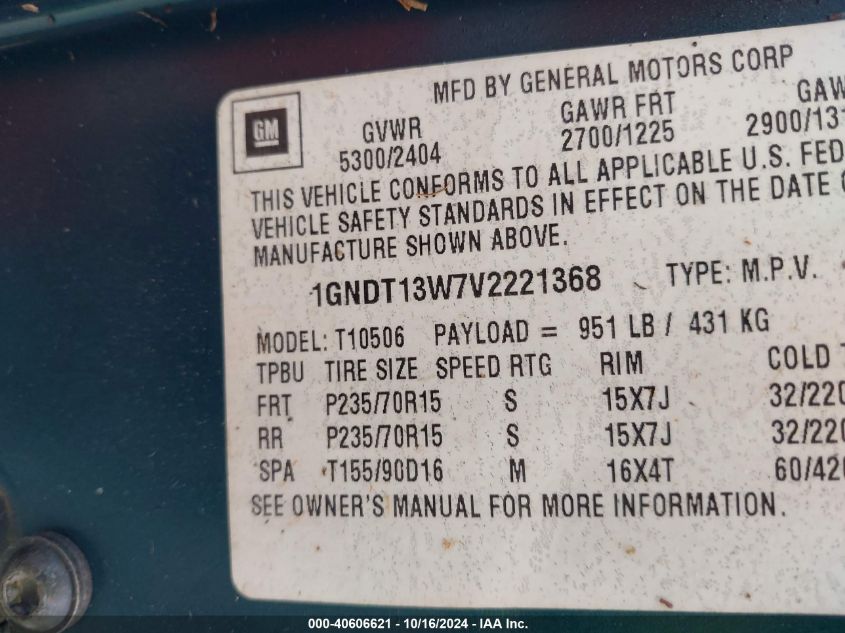 MFD BY GENERAL MOTORS CORP
GM
GVWR GAWR FRT GAW
5300/2404 2700/1225 2900/131
THIS VEHICLE CONFORMS TO ALL APPLICABLE U.S. FED
VEHICLE SAFETY STANDARDS IN EFFECT ON THE DATE O
MANUFACTURE SHOWN ABOVE.
1GNDT13W7V2221368 TYPE: M.P.V.
MODEL: T10506 PAYLOAD = 951 LB / 431 KG
TPBU TIRE SIZE SPEED RTG RIM COLD T
FRT P235/70R15 S 15X7J 32/220
RR P235/70R15 S 15X7J 32/220
SPA T155/90D16 M 16X4T 60/420
SEE OWNER'S MANUAL FOR MORE INFORMATION.
000-40606621 - 10/16/2024 - IAA Inc.